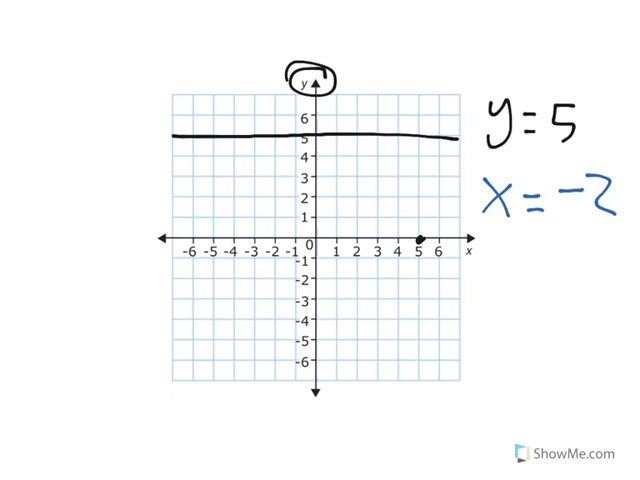 y
y = 5
6
5
4
3
2
1
x = -2
-6 -5 -4 -3 -2 -1 0 1 2 3 4 5 6 x
-1
-2
-3
-4
-5
-6
ShowMe.com